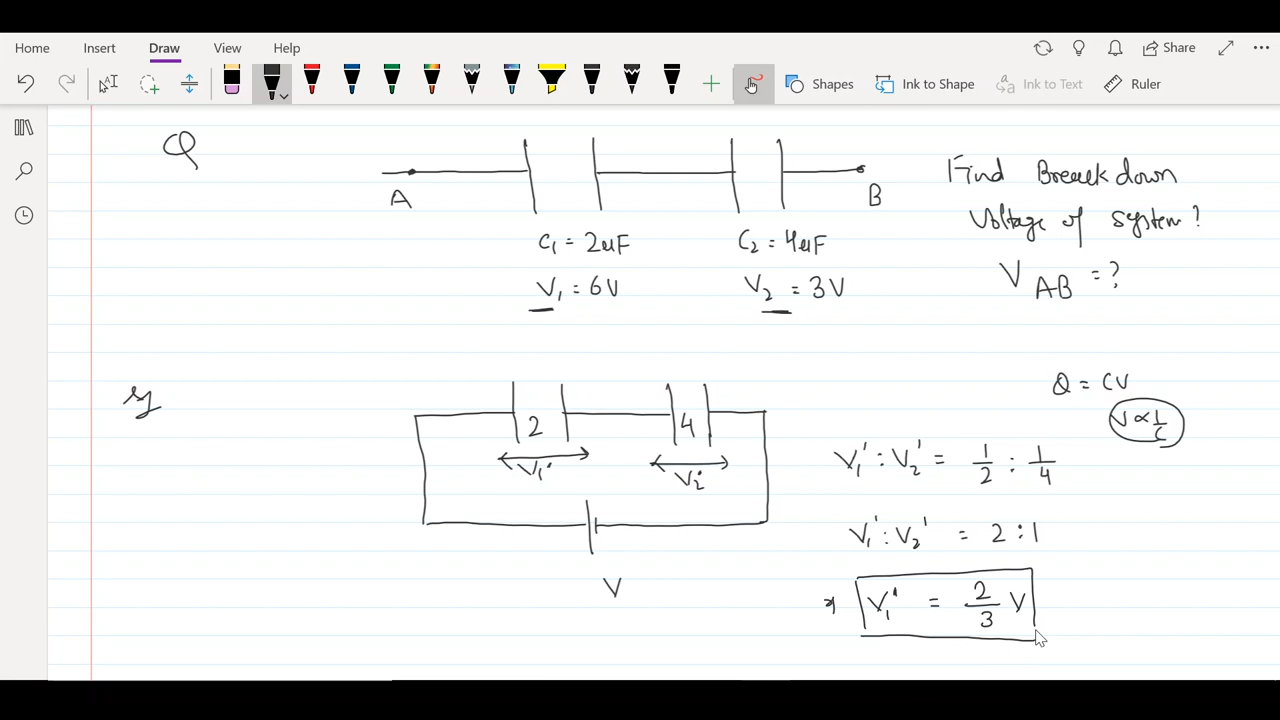 Home Insert Draw View Help Share
Shapes Ink to Shape Ink to Text Ruler
Q
A B
C₁ = 2uF C₂ = 4uF
V₁ = 6V V₂ = 3V
Find Breackdown
Voltage of system?
V AB = ?
2 4
V₁' V₂'
V
Q = CV
V ∝ 1/C
V₁' : V₂' = 1/2 : 1/4
V₁' : V₂' = 2 : 1
V₁' = 2/3 V